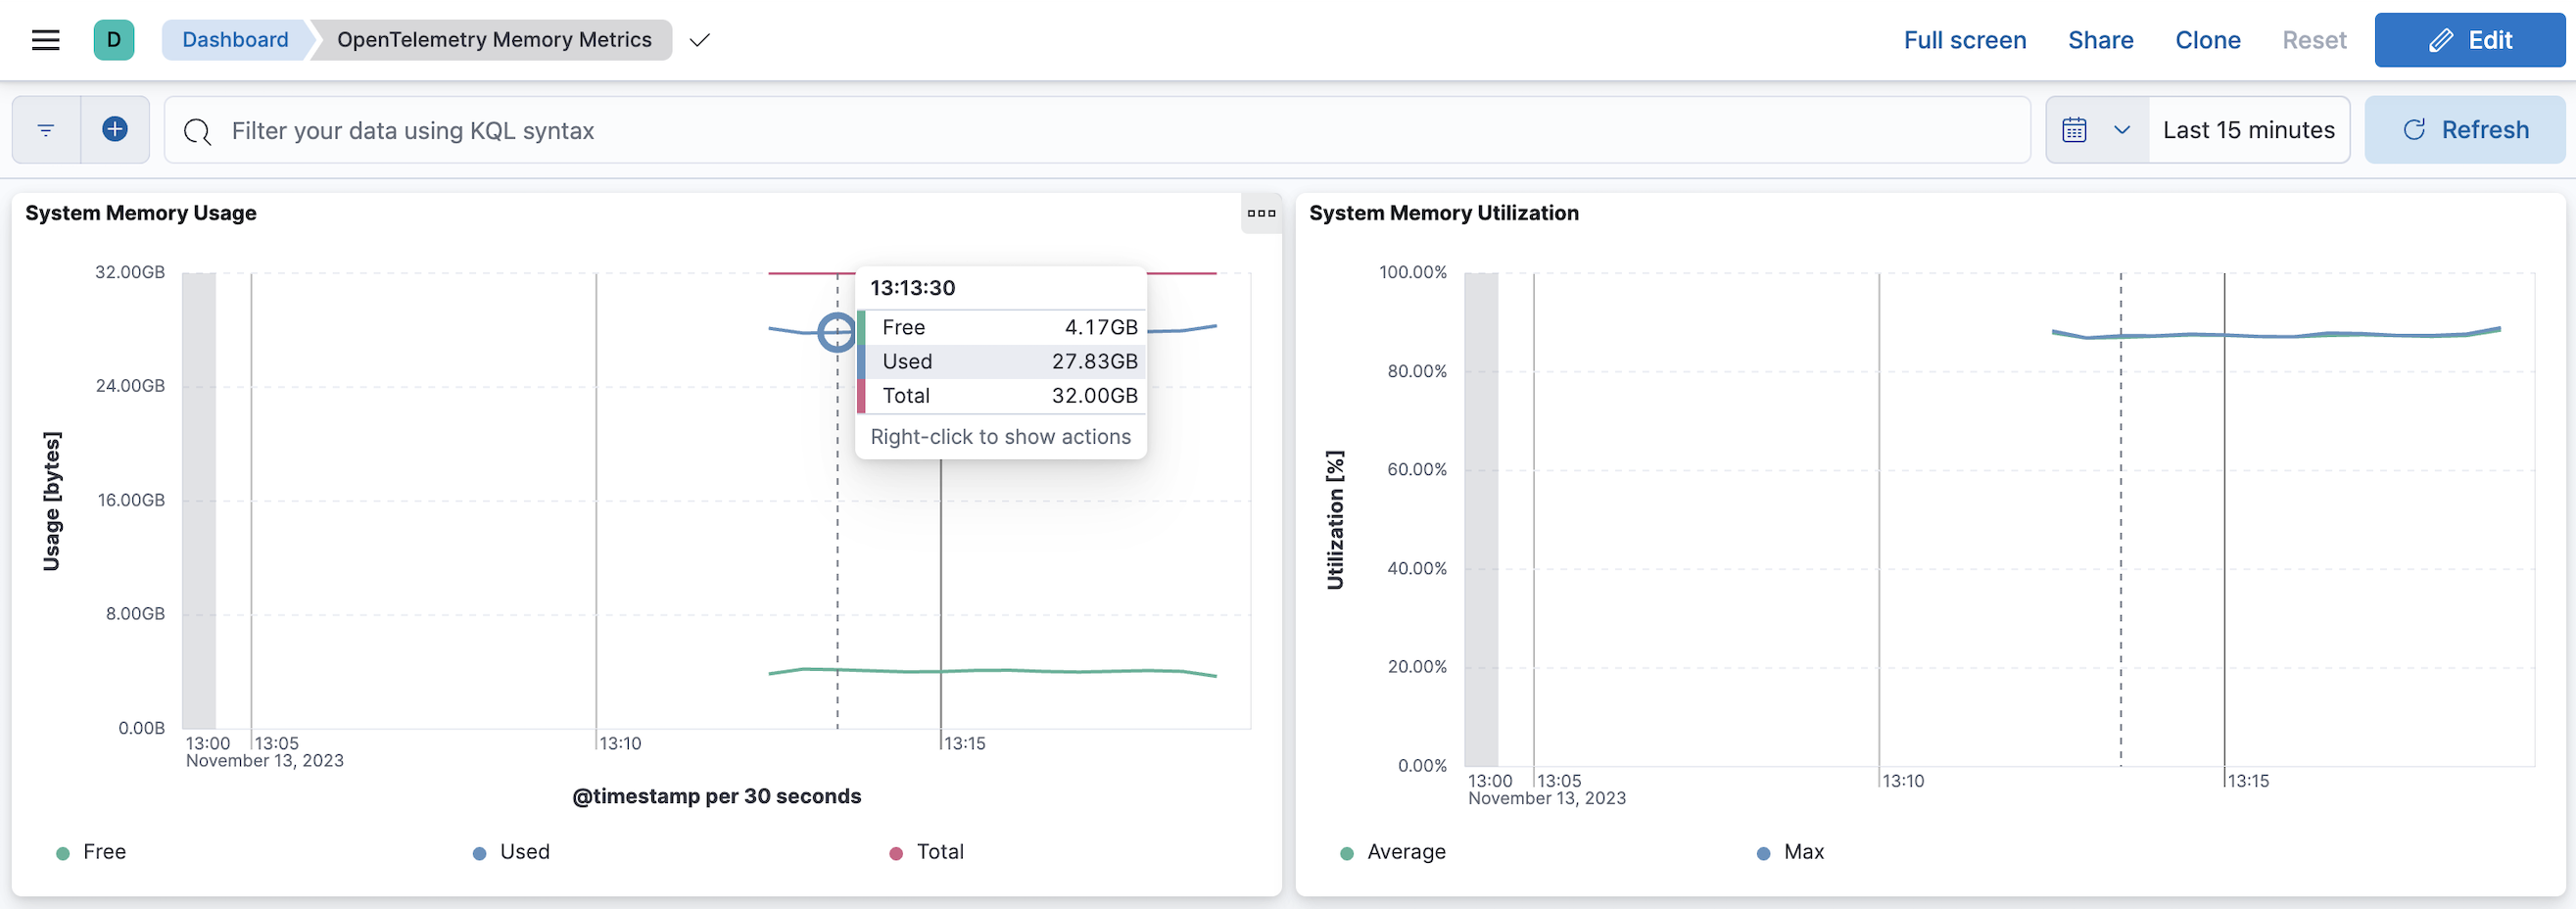 D
Dashboard
OpenTelemetry Memory Metrics
Full screen
Share
Clone
Reset
Edit
Filter your data using KQL syntax
Last 15 minutes
Refresh
System Memory Usage
32.00GB
24.00GB
16.00GB
8.00GB
0.00B
Usage [bytes]
13:13:30
Free 4.17GB
Used 27.83GB
Total 32.00GB
Right-click to show actions
13:00 13:05 13:10 13:15
November 13, 2023
@timestamp per 30 seconds
Free Used Total
System Memory Utilization
100.00%
80.00%
60.00%
40.00%
20.00%
0.00%
Utilization [%]
13:00 13:05 13:10 13:15
November 13, 2023
Average Max